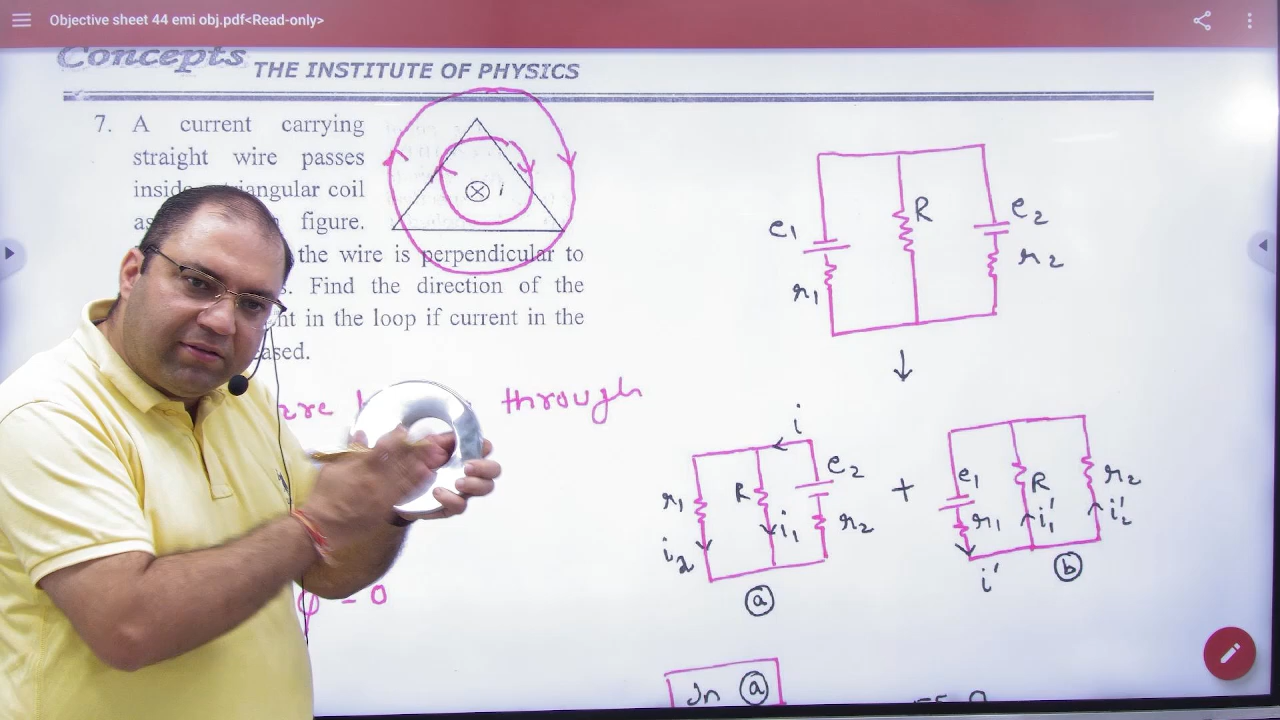 Objective sheet 44 emi obj.pdf<Read-only>
Concepts THE INSTITUTE OF PHYSICS
7. A current carrying
straight wire passes
inside triangular coil
as figure.
the wire is perpendicular to
Find the direction of the
in the loop if current in the
through
φ = 0
⊗ i
e₁
r₁
R
e₂
r₂
i
r₁
R
e₂
i₁
r₂
i₂
ⓐ
+
e₁
r₁
R
r₂
i₁'
i₂'
i'
ⓑ
In ⓐ